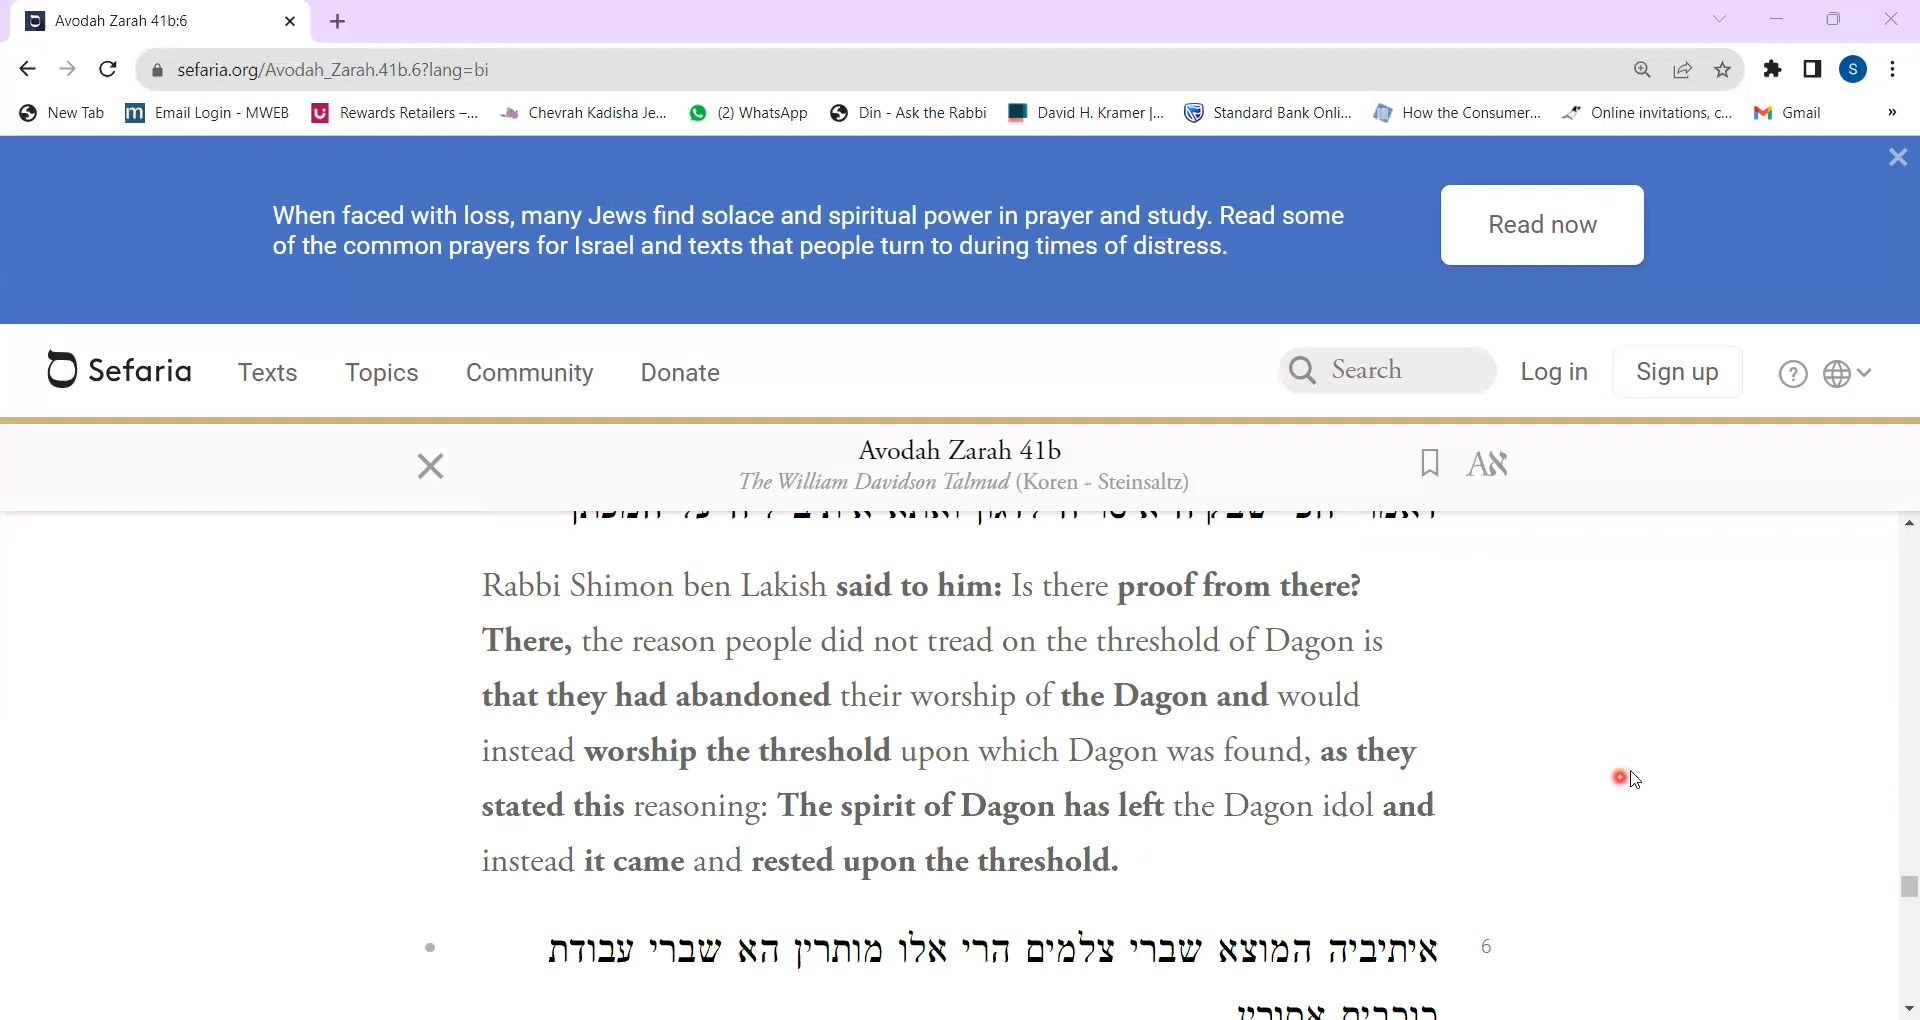 Avodah Zarah 41b:6
sefaria.org/Avodah_Zarah.41b.6?lang=bi
S
New Tab
Email Login - MWEB
Rewards Retailers –...
Chevrah Kadisha Je...
(2) WhatsApp
Din - Ask the Rabbi
David H. Kramer |...
Standard Bank Onli...
How the Consumer...
Online invitations, c...
Gmail
»
When faced with loss, many Jews find solace and spiritual power in prayer and study. Read some
of the common prayers for Israel and texts that people turn to during times of distress.
Read now
Sefaria
Texts
Topics
Community
Donate
Search
Log in
Sign up
Avodah Zarah 41b
The William Davidson Talmud (Koren - Steinsaltz)
Aא
Rabbi Shimon ben Lakish said to him: Is there proof from there?
There, the reason people did not tread on the threshold of Dagon is
that they had abandoned their worship of the Dagon and would
instead worship the threshold upon which Dagon was found, as they
stated this reasoning: The spirit of Dagon has left the Dagon idol and
instead it came and rested upon the threshold.
איתיביה המוצא שברי צלמים הרי אלו מותרין הא שברי עבודת
6
כוכבים אסורין